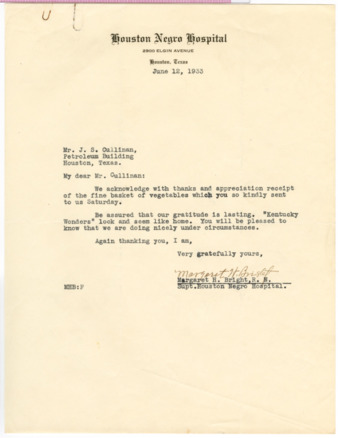 Houston Negro Hospital
2900 ELGIN AVENUE
Houston, Texas
June 12, 1933
Mr. J. S. Cullinan,
Petroleum Building
Houston, Texas.
My dear Mr. Cullinan:
We acknowledge with thanks and appreciation receipt
of the fine basket of vegetables which you so kindly sent
to us Saturday.
Be assured that our gratitude is lasting. "Kentucky
Wonders" look and seem like home. You will be pleased to
know that we are doing nicely under circumstances.
Again thanking you, I am,
Very gratefully yours,
Margaret H. Bright
Margaret H. Bright, R. N.
MHB:F
Supt. Houston Negro Hospital.